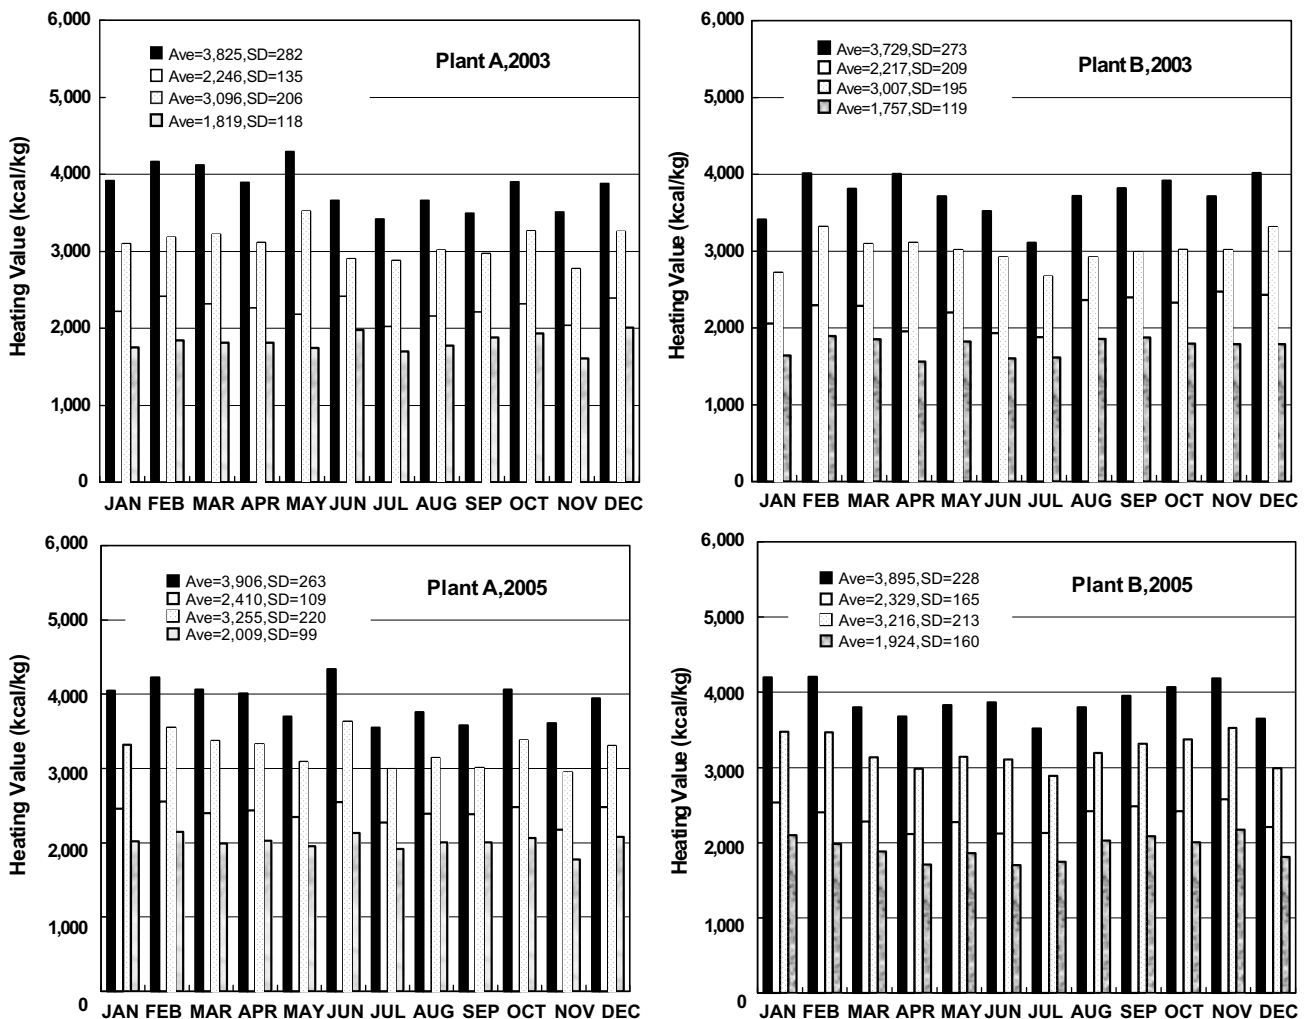 Plant A,2003
Ave=3,825,SD=282
Ave=2,246,SD=135
Ave=3,096,SD=206
Ave=1,819,SD=118
Heating Value (kcal/kg)
6,000
5,000
4,000
3,000
2,000
1,000
0
JAN FEB MAR APR MAY JUN JUL AUG SEP OCT NOV DEC
Plant B,2003
Ave=3,729,SD=273
Ave=2,217,SD=209
Ave=3,007,SD=195
Ave=1,757,SD=119
Heating Value (kcal/kg)
6,000
5,000
4,000
3,000
2,000
1,000
0
JAN FEB MAR APR MAY JUN JUL AUG SEP OCT NOV DEC
Plant A,2005
Ave=3,906,SD=263
Ave=2,410,SD=109
Ave=3,255,SD=220
Ave=2,009,SD=99
Heating Value (kcal/kg)
6,000
5,000
4,000
3,000
2,000
1,000
0
JAN FEB MAR APR MAY JUN JUL AUG SEP OCT NOV DEC
Plant B,2005
Ave=3,895,SD=228
Ave=2,329,SD=165
Ave=3,216,SD=213
Ave=1,924,SD=160
Heating Value (kcal/kg)
6,000
5,000
4,000
3,000
2,000
1,000
0
JAN FEB MAR APR MAY JUN JUL AUG SEP OCT NOV DEC